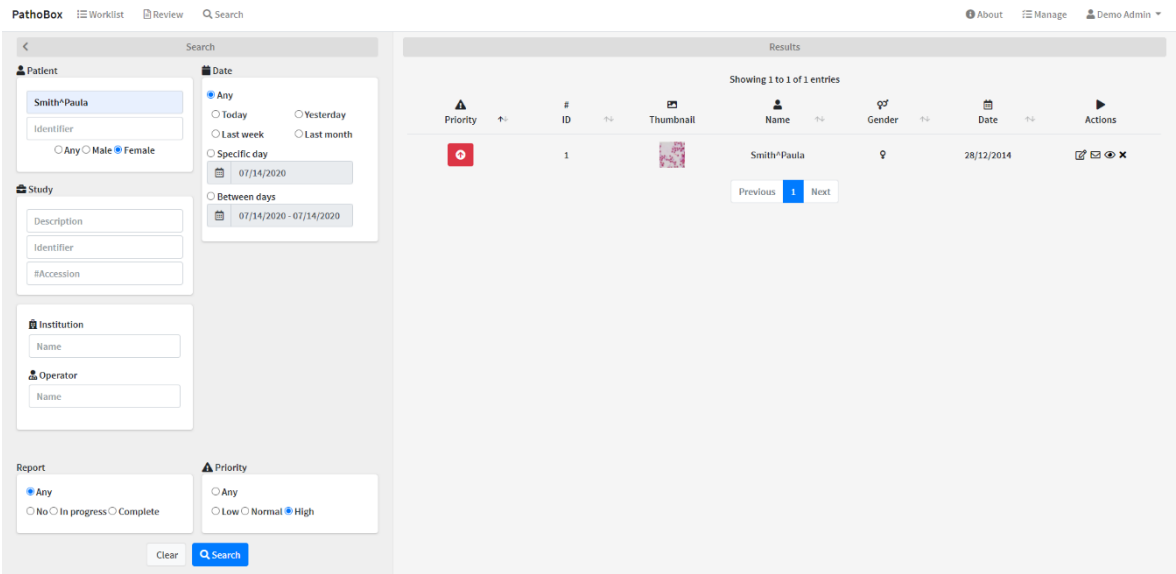 PathoBox Worklist Review Search About Manage Demo Admin
Search
Patient
Smith^Paula
Identifier
Any Male Female
Study
Description
Identifier
#Accession
Institution
Name
Operator
Name
Date
Any
Today Yesterday
Last week Last month
Specific day
07/14/2020
Between days
07/14/2020 - 07/14/2020
Report
Any
No In progress Complete
Priority
Any
Low Normal High
Clear Search
Results
Showing 1 to 1 of 1 entries
Priority # ID Thumbnail Name Gender Date Actions
1 Smith^Paula 28/12/2014
Previous 1 Next